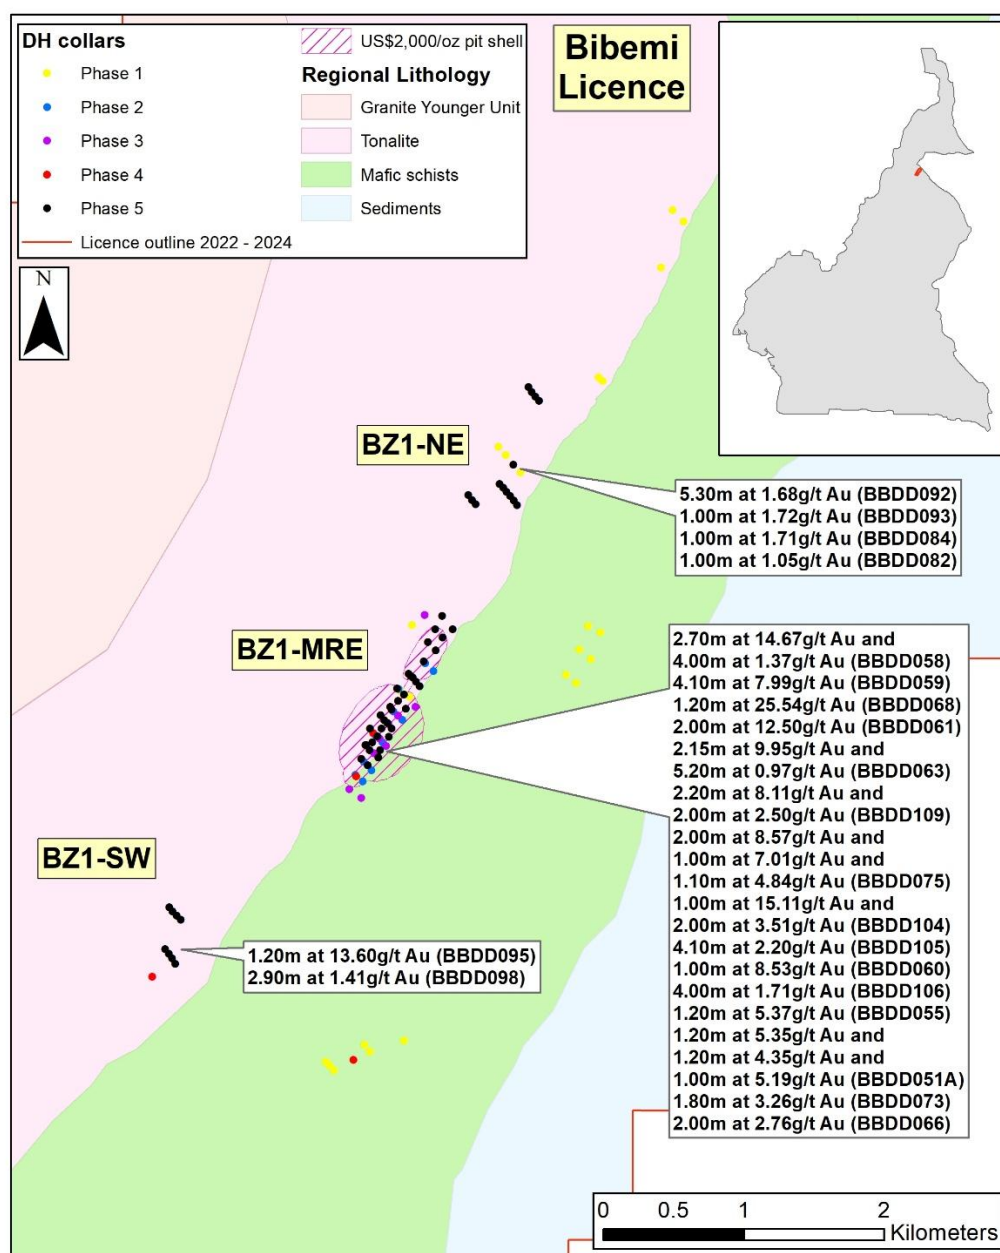 DH collars
Phase 1
Phase 2
Phase 3
Phase 4
Phase 5
Licence outline 2022 - 2024
US$2,000/oz pit shell
Regional Lithology
Granite Younger Unit
Tonalite
Mafic schists
Sediments
Bibemi
Licence
N
BZ1-NE
5.30m at 1.68g/t Au (BBDD092)
1.00m at 1.72g/t Au (BBDD093)
1.00m at 1.71g/t Au (BBDD084)
1.00m at 1.05g/t Au (BBDD082)
BZ1-MRE
2.70m at 14.67g/t Au and
4.00m at 1.37g/t Au (BBDD058)
4.10m at 7.99g/t Au (BBDD059)
1.20m at 25.54g/t Au (BBDD068)
2.00m at 12.50g/t Au (BBDD061)
2.15m at 9.95g/t Au and
5.20m at 0.97g/t Au (BBDD063)
2.20m at 8.11g/t Au and
2.00m at 2.50g/t Au (BBDD109)
2.00m at 8.57g/t Au and
1.00m at 7.01g/t Au and
1.10m at 4.84g/t Au (BBDD075)
1.00m at 15.11g/t Au and
2.00m at 3.51g/t Au (BBDD104)
4.10m at 2.20g/t Au (BBDD105)
1.00m at 8.53g/t Au (BBDD060)
4.00m at 1.71g/t Au (BBDD106)
1.20m at 5.37g/t Au (BBDD055)
1.20m at 5.35g/t Au and
1.20m at 4.35g/t Au and
1.00m at 5.19g/t Au (BBDD051A)
1.80m at 3.26g/t Au (BBDD073)
2.00m at 2.76g/t Au (BBDD066)
BZ1-SW
1.20m at 13.60g/t Au (BBDD095)
2.90m at 1.41g/t Au (BBDD098)
0 0.5 1 2
Kilometers